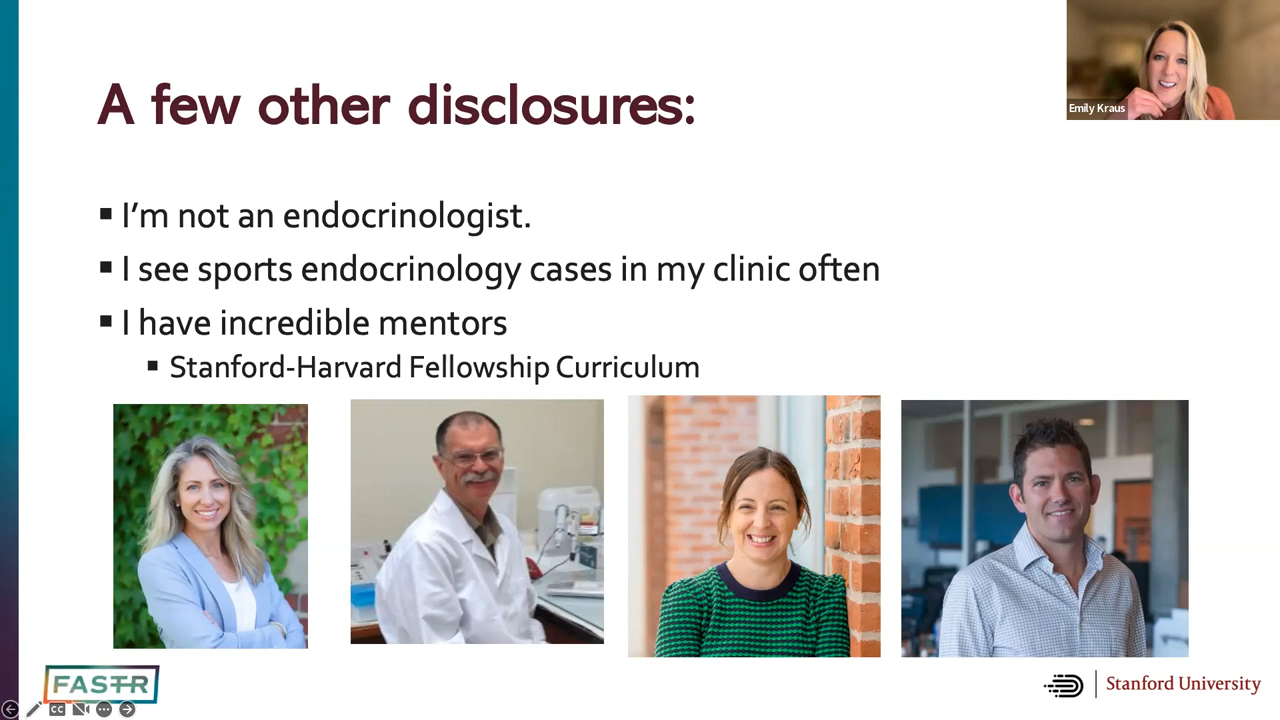 A few other disclosures:
Emily Kraus
I’m not an endocrinologist.
I see sports endocrinology cases in my clinic often
I have incredible mentors
Stanford-Harvard Fellowship Curriculum
FASTR
Stanford University
CC